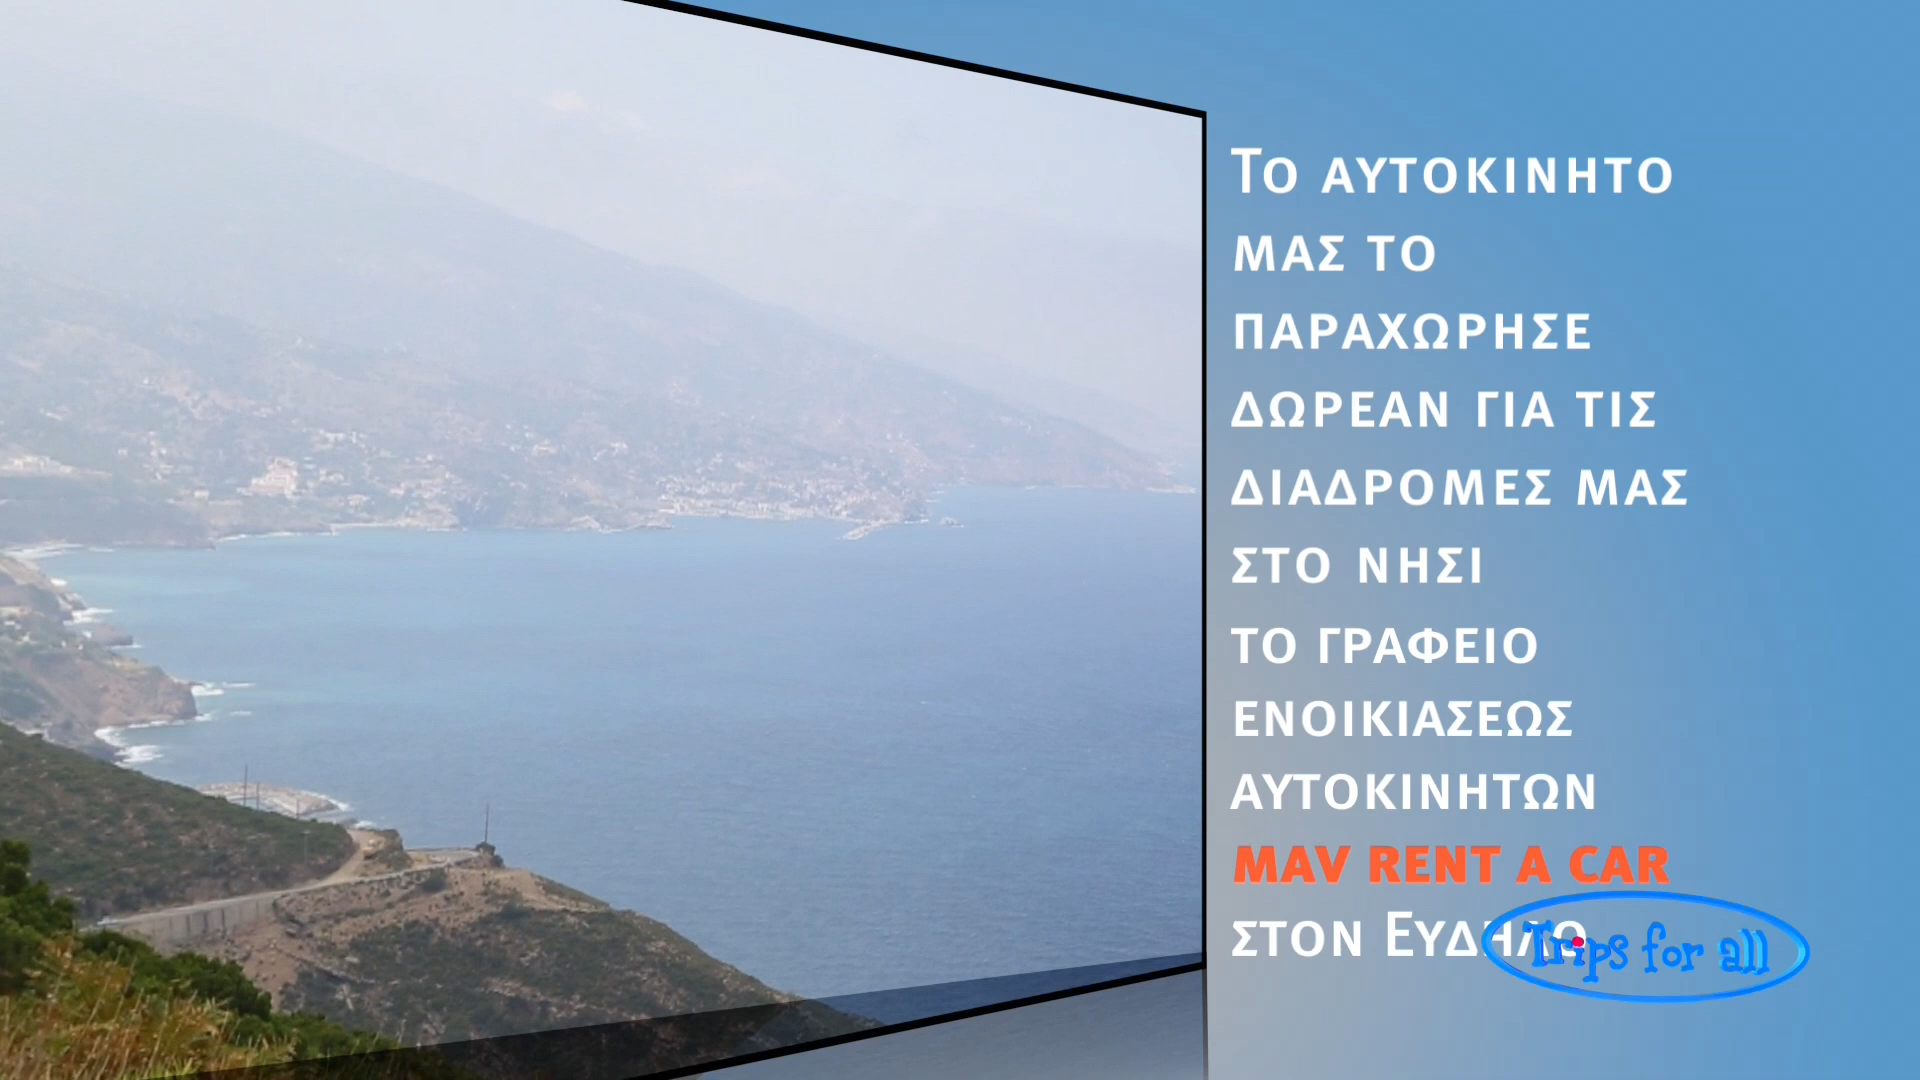 Το αυτοκινητο
μας το
παραχωρησε
δωρεαν για τις
διαδρομες μας
στο νησι
το γραφειο
ενοικιασεως
αυτοκινητων
MAV RENT A CAR
στον Ευδηλο
Trips for all